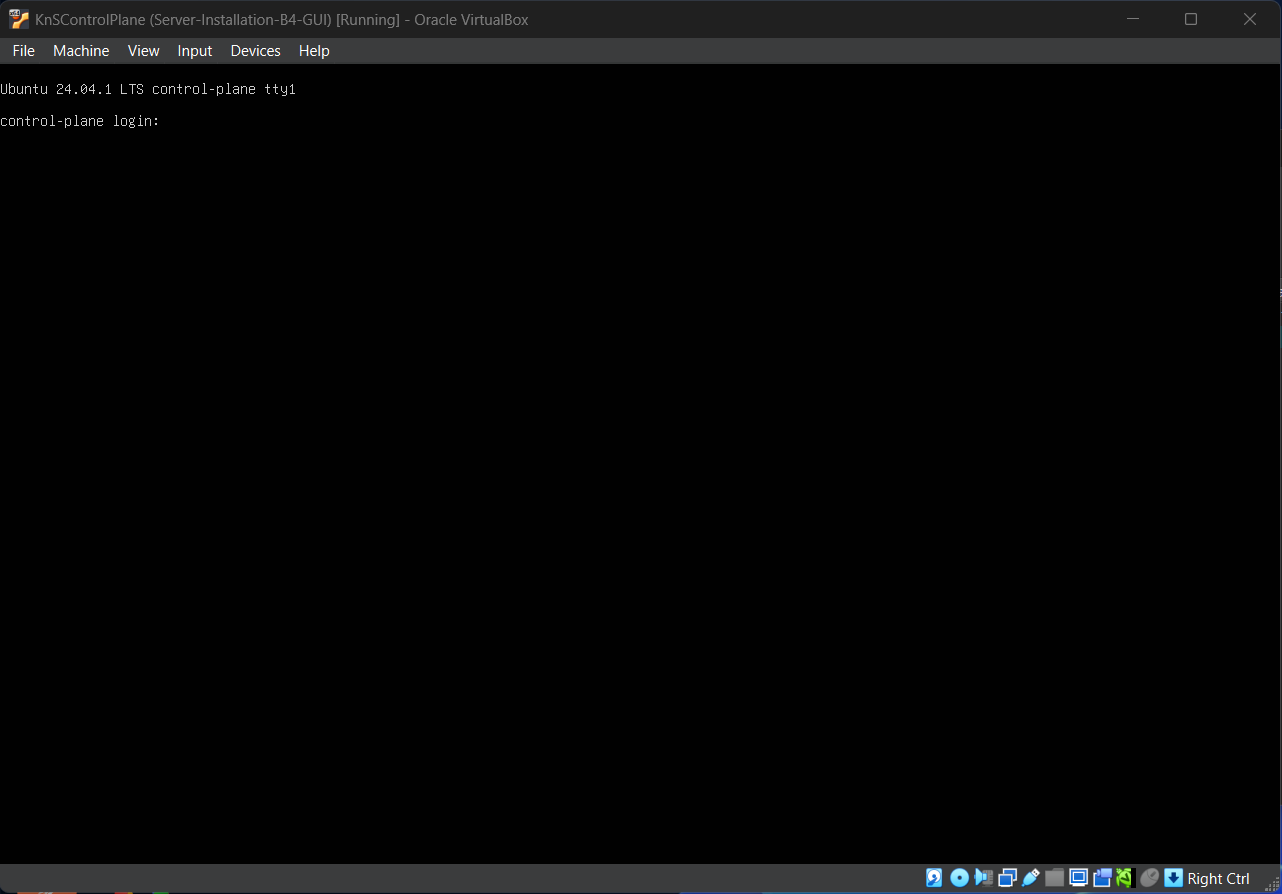 KnSControlPlane (Server-Installation-B4-GUI) [Running] - Oracle VirtualBox
File Machine View Input Devices Help
Ubuntu 24.04.1 LTS control-plane tty1
control-plane login:
Right Ctrl